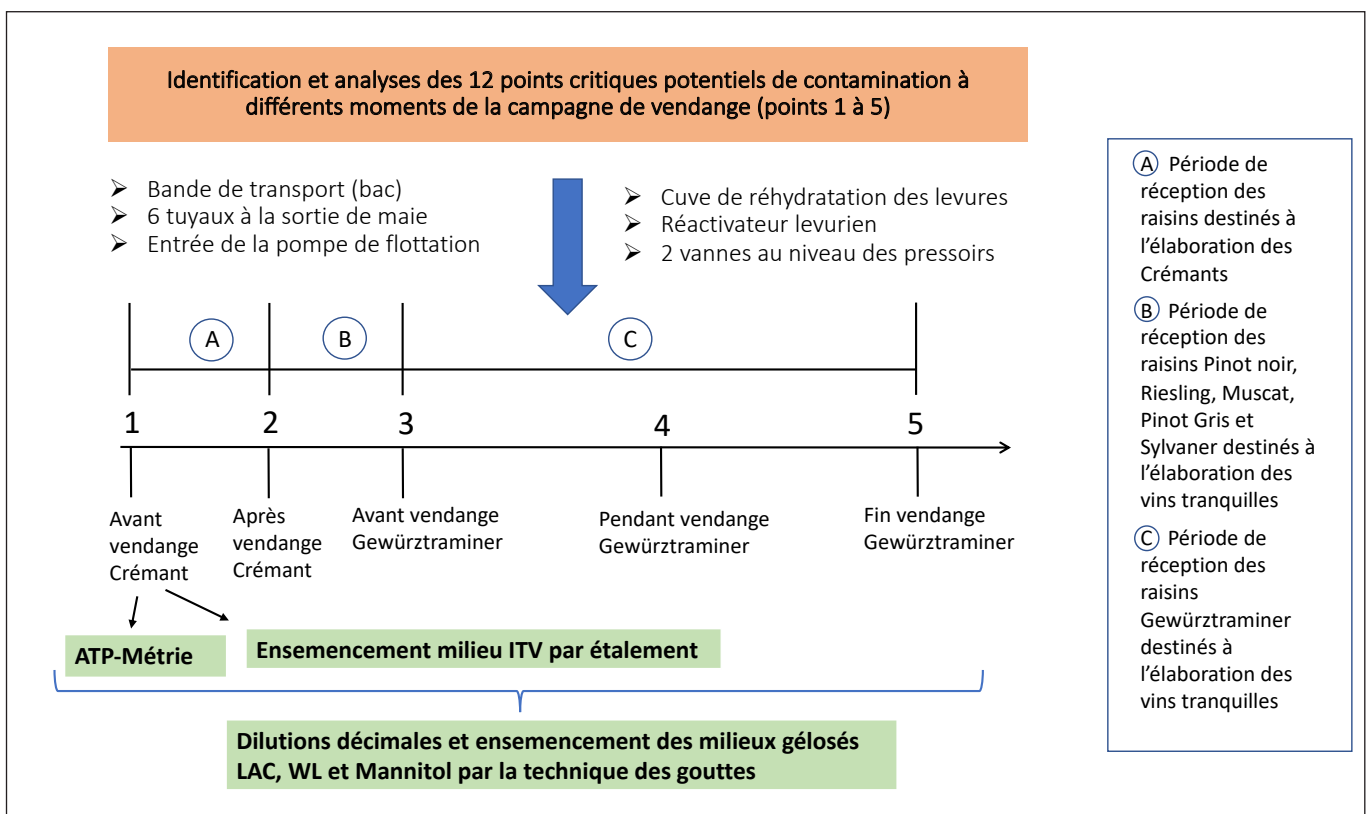 Identification et analyses des 12 points critiques potentiels de contamination à
différents moments de la campagne de vendange (points 1 à 5)
➢ Bande de transport (bac)
➢ 6 tuyaux à la sortie de maie
➢ Entrée de la pompe de flottation
➢ Cuve de réhydratation des levures
➢ Réactivateur levurien
➢ 2 vannes au niveau des pressoirs
A
B
C
1
2
3
4
5
Avant
vendange
Crémant
Après
vendange
Crémant
Avant vendange
Gewürztraminer
Pendant vendange
Gewürztraminer
Fin vendange
Gewürztraminer
ATP-Métrie
Ensemencement milieu ITV par étalement
Dilutions décimales et ensemencement des milieux gélosés
LAC, WL et Mannitol par la technique des gouttes
A Période de
réception des
raisins destinés à
l’élaboration des
Crémants
B Période de
réception des
raisins Pinot noir,
Riesling, Muscat,
Pinot Gris et
Sylvaner destinés à
l’élaboration des
vins tranquilles
C Période de
réception des
raisins
Gewürztraminer
destinés à
l’élaboration des
vins tranquilles